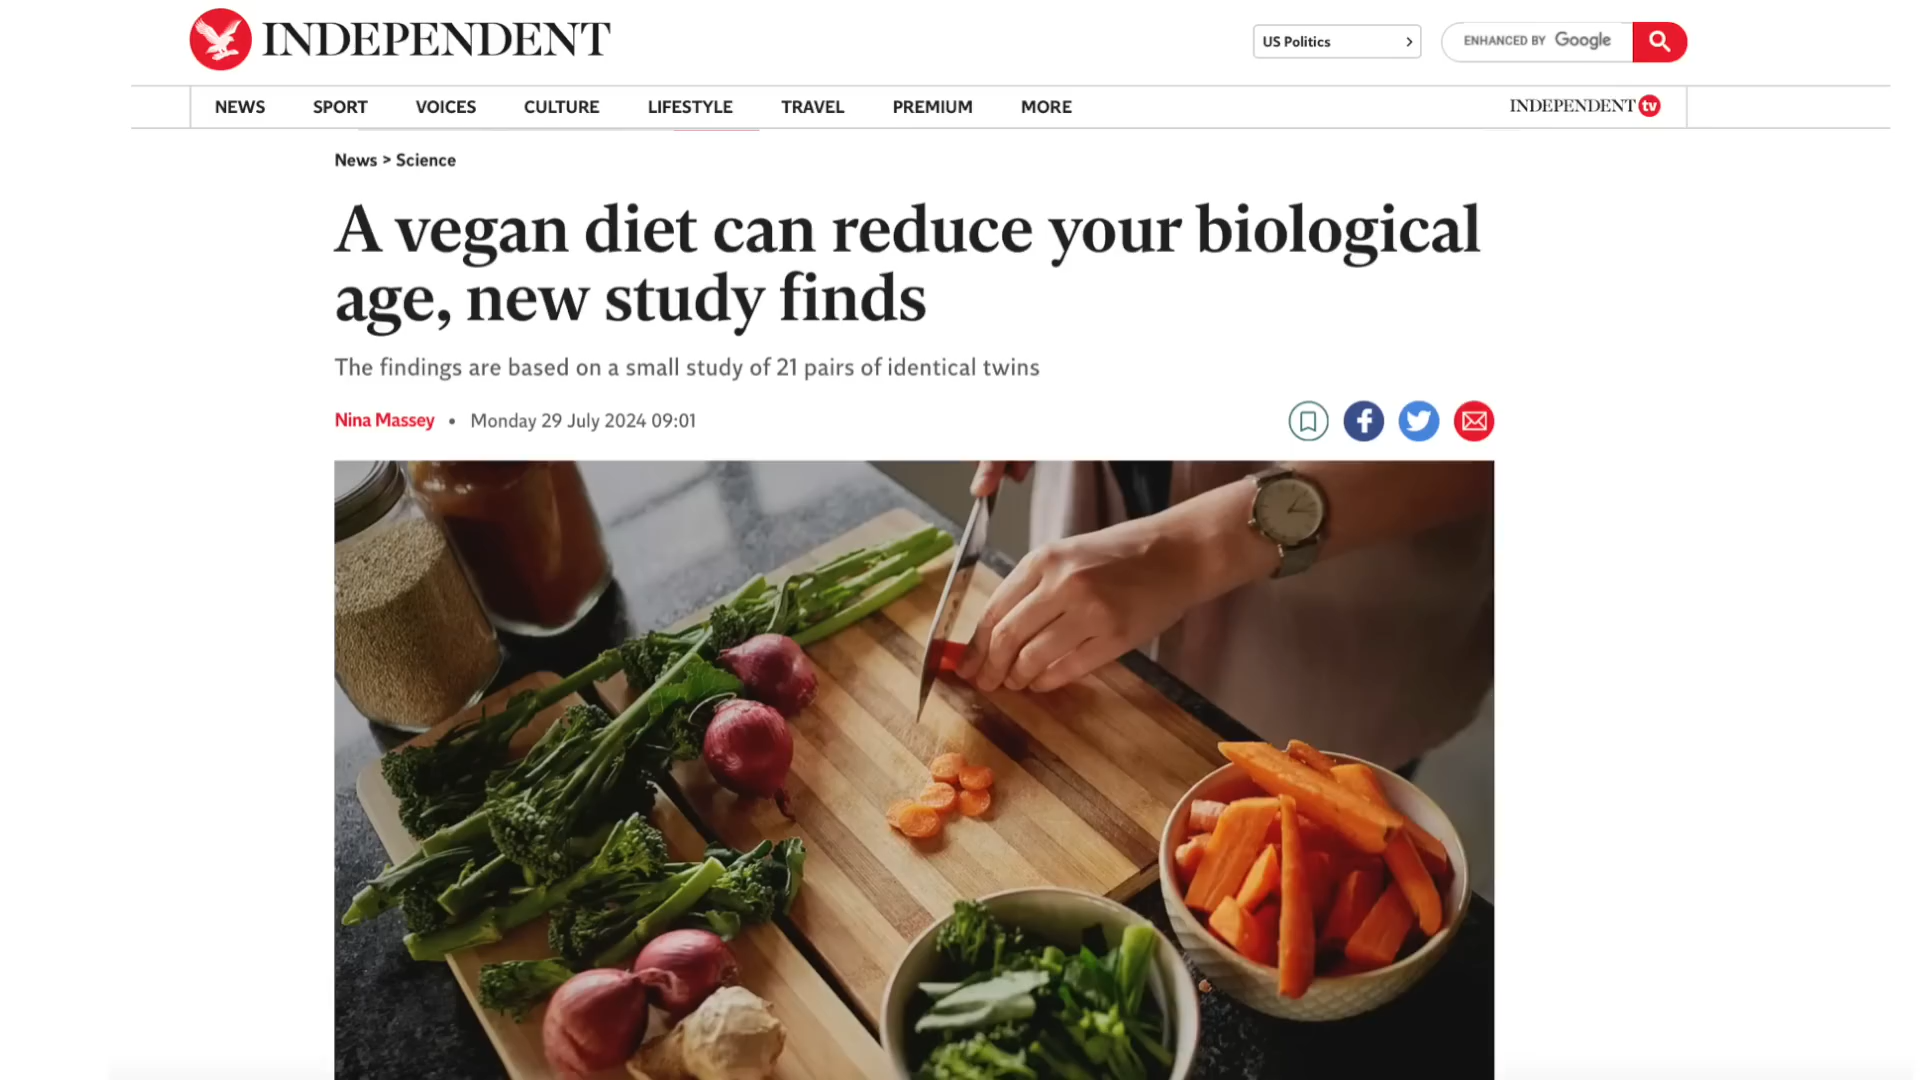 INDEPENDENT
US Politics
ENHANCED BY Google
NEWS SPORT VOICES CULTURE LIFESTYLE TRAVEL PREMIUM MORE
INDEPENDENT tv
News > Science
A vegan diet can reduce your biological
age, new study finds
The findings are based on a small study of 21 pairs of identical twins
Nina Massey • Monday 29 July 2024 09:01